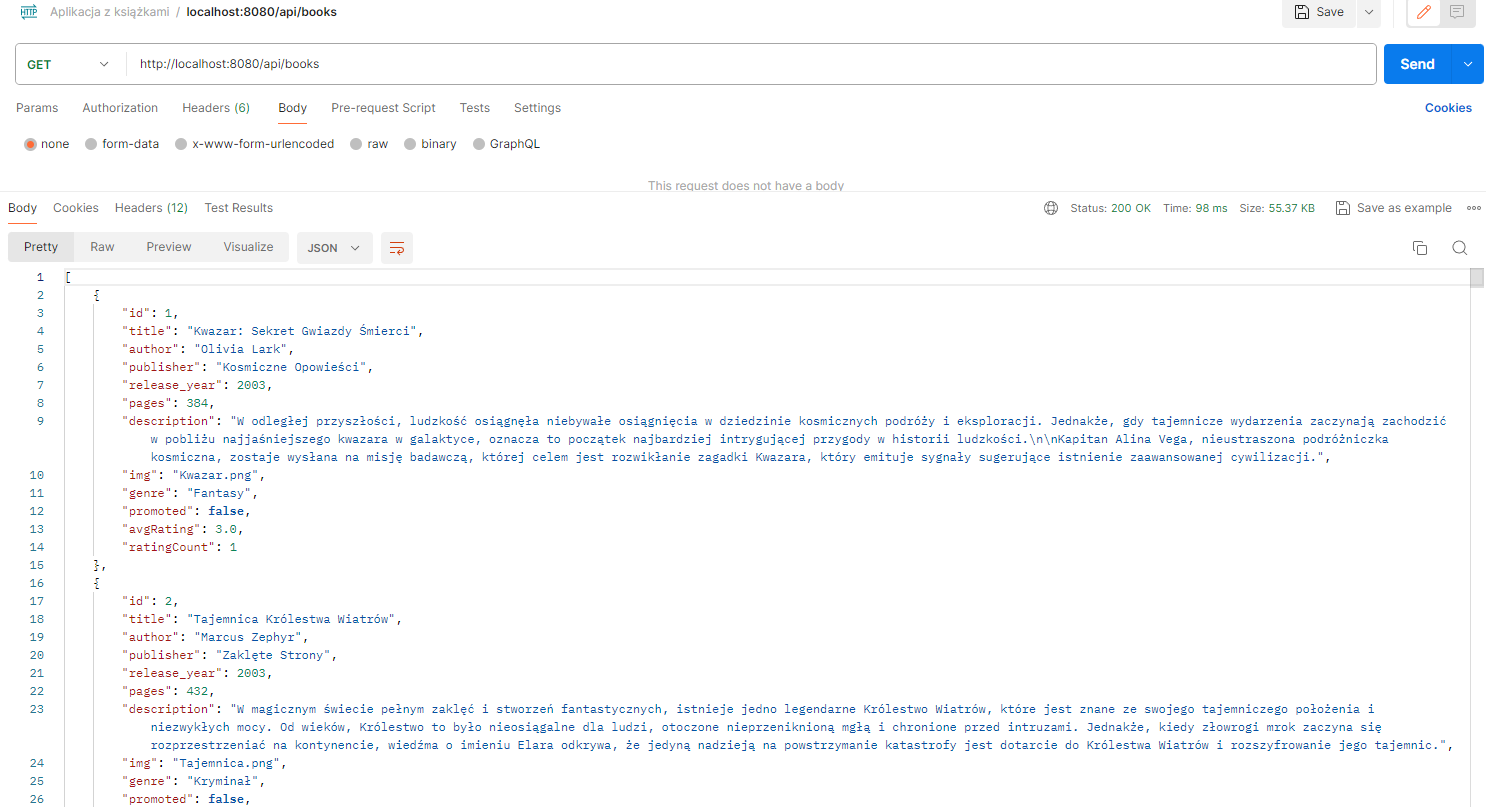 HTTP Aplikacja z książkami / localhost:8080/api/books Save
GET http://localhost:8080/api/books Send
Params Authorization Headers (6) Body Pre-request Script Tests Settings Cookies
none form-data x-www-form-urlencoded raw binary GraphQL
This request does not have a body
Body Cookies Headers (12) Test Results Status: 200 OK Time: 98 ms Size: 55.37 KB Save as example
Pretty Raw Preview Visualize JSON
1 [
2 {
3 "id": 1,
4 "title": "Kwazar: Sekret Gwiazdy Śmierci",
5 "author": "Olivia Lark",
6 "publisher": "Kosmiczne Opowieści",
7 "release_year": 2003,
8 "pages": 384,
9 "description": "W odległej przyszłości, ludzkość osiągnęła niebywałe osiągnięcia w dziedzinie kosmicznych podróży i eksploracji. Jednakże, gdy tajemnicze wydarzenia zaczynają zachodzić
w pobliżu najjaśniejszego kwazara w galaktyce, oznacza to początek najbardziej intrygującej przygody w historii ludzkości.\n\nKapitan Alina Vega, nieustraszona podróżniczka
kosmiczna, zostaje wysłana na misję badawczą, której celem jest rozwikłanie zagadki Kwazara, który emituje sygnały sugerujące istnienie zaawansowanej cywilizacji.",
10 "img": "Kwazar.png",
11 "genre": "Fantasy",
12 "promoted": false,
13 "avgRating": 3.0,
14 "ratingCount": 1
15 },
16 {
17 "id": 2,
18 "title": "Tajemnica Królestwa Wiatrów",
19 "author": "Marcus Zephyr",
20 "publisher": "Zaklęte Strony",
21 "release_year": 2003,
22 "pages": 432,
23 "description": "W magicznym świecie pełnym zaklęć i stworzeń fantastycznych, istnieje jedno legendarne Królestwo Wiatrów, które jest znane ze swojego tajemniczego położenia i
niezwykłych mocy. Od wieków, Królestwo to było nieosiągalne dla ludzi, otoczone nieprzeniknioną mgłą i chronione przed intruzami. Jednakże, kiedy złowrogi mrok zaczyna się
rozprzestrzeniać na kontynencie, wiedźma o imieniu Elara odkrywa, że jedyną nadzieją na powstrzymanie katastrofy jest dotarcie do Królestwa Wiatrów i rozszyfrowanie jego tajemnic.",
24 "img": "Tajemnica.png",
25 "genre": "Kryminał",
26 "promoted": false,